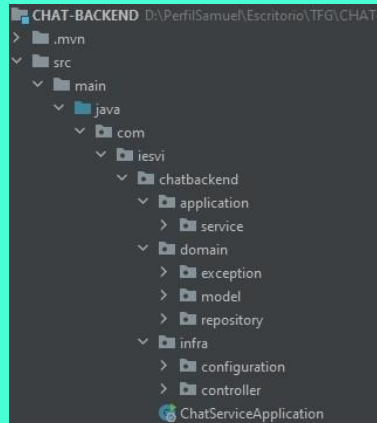 CHAT-BACKEND D:\PerfilSamuel\Escritorio\TFG\CHAT
.mvn
src
main
java
com
iesvi
chatbackend
application
service
domain
exception
model
repository
infra
configuration
controller
ChatServiceApplication